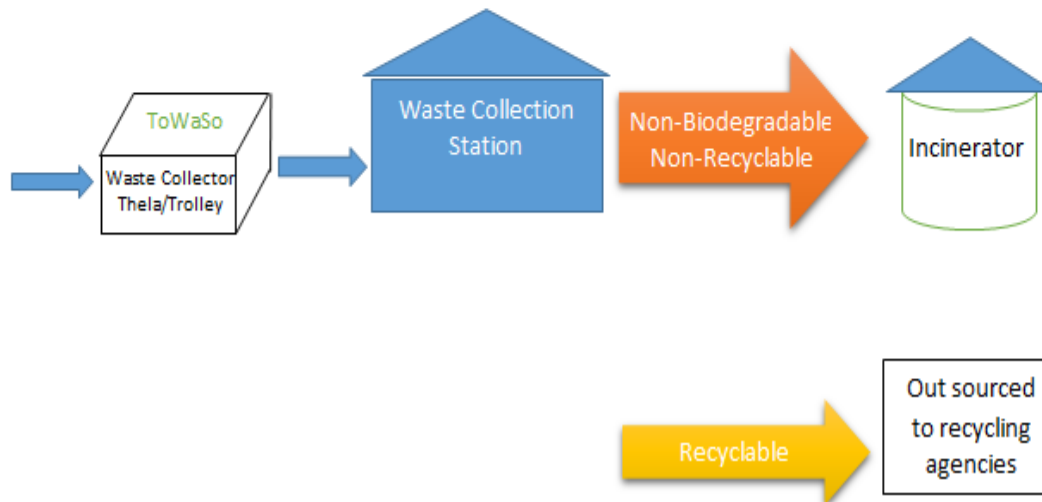 ToWaSo
Waste Collector
Thela/Trolley
Waste Collection
Station
Non-Biodegradable
Non-Recyclable
Incinerator
Recyclable
Out sourced
to recycling
agencies